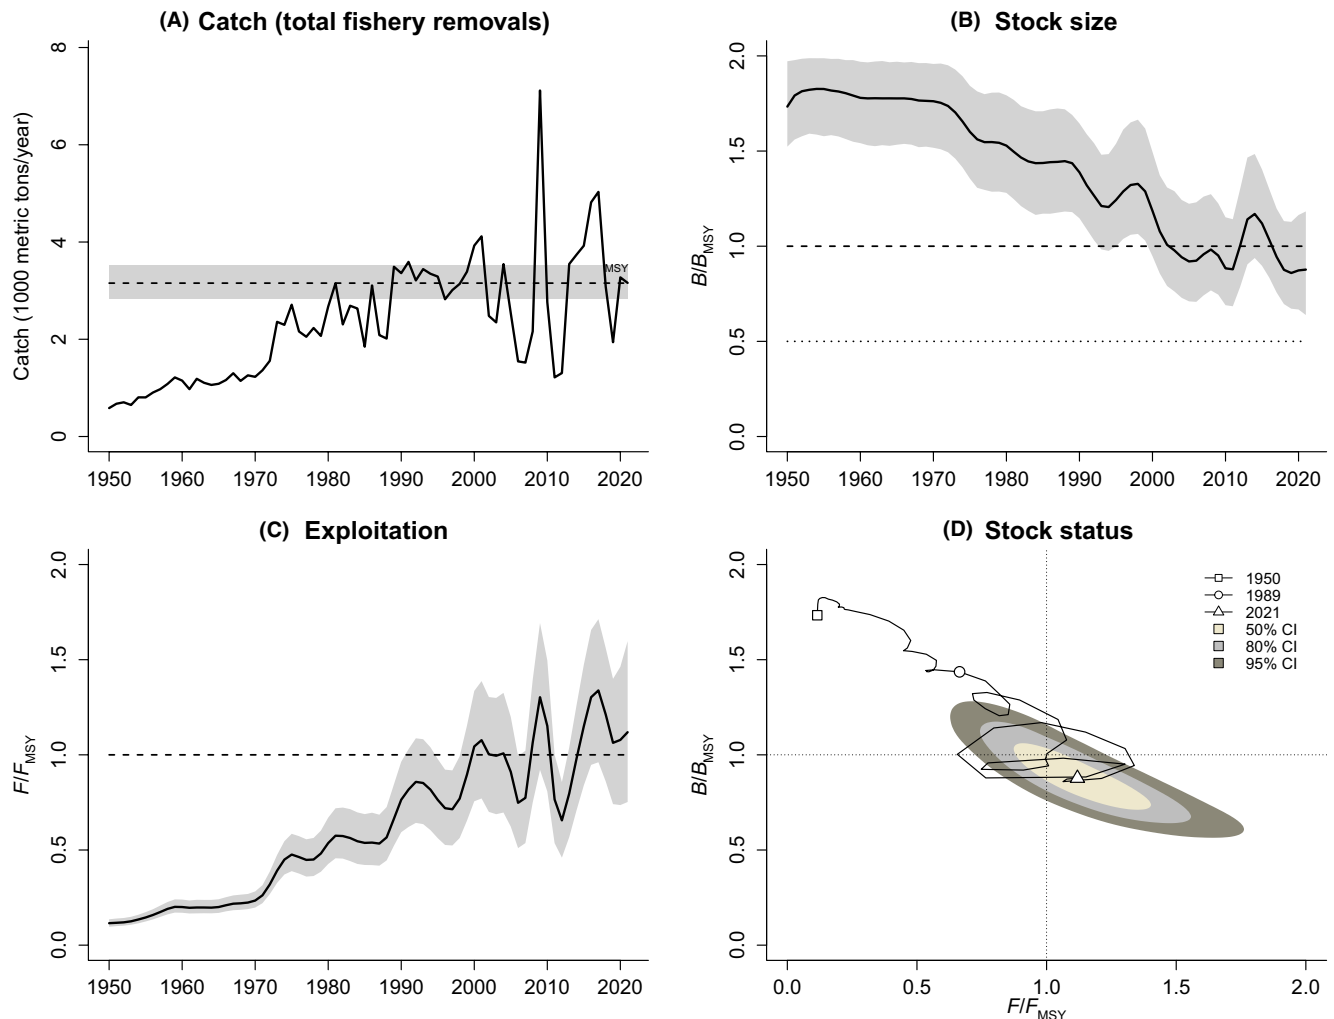 (A) Catch (total fishery removals)
Catch (1000 metric tons/year)
8
6
4
2
0
MSY
1950 1960 1970 1980 1990 2000 2010 2020
(B) Stock size
B/BMSY
2.0
1.5
1.0
0.5
0.0
1950 1960 1970 1980 1990 2000 2010 2020
(C) Exploitation
F/FMSY
2.0
1.5
1.0
0.5
0.0
1950 1960 1970 1980 1990 2000 2010 2020
(D) Stock status
B/BMSY
2.0
1.5
1.0
0.5
0.0
1950
1989
2021
50% CI
80% CI
95% CI
0.0 0.5 1.0 1.5 2.0
F/FMSY